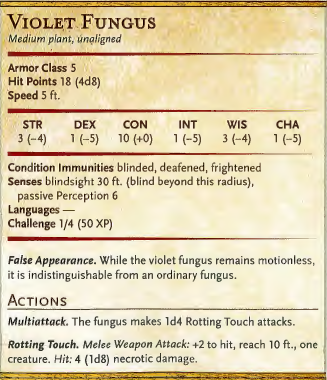 VIOLET FUNGUS
Medium plant, unaligned
Armor Class 5
Hit Points 18 (4d8)
Speed 5 ft.
STR DEX CON INT WIS CHA
3 (−4) 1 (−5) 10 (+0) 1 (−5) 3 (−4) 1 (−5)
Condition Immunities blinded, deafened, frightened
Senses blindsight 30 ft. (blind beyond this radius),
passive Perception 6
Languages —
Challenge 1/4 (50 XP)
False Appearance. While the violet fungus remains motionless,
it is indistinguishable from an ordinary fungus.
ACTIONS
Multiattack. The fungus makes 1d4 Rotting Touch attacks.
Rotting Touch. Melee Weapon Attack: +2 to hit, reach 10 ft., one
creature. Hit: 4 (1d8) necrotic damage.